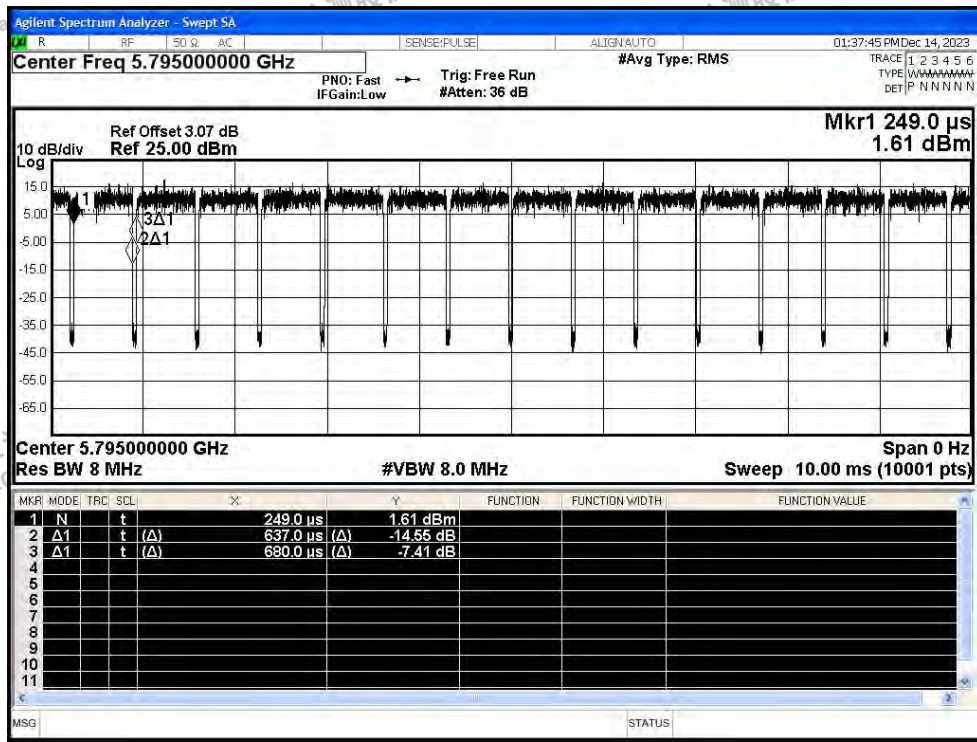 Agilent Spectrum Analyzer - Swept SA
R RF 50 Ω AC SENSE:PULSE ALIGN AUTO 01:37:45 PM Dec 14, 2023
Center Freq 5.795000000 GHz #Avg Type: RMS TRACE 1 2 3 4 5 6
PNO: Fast Trig: Free Run TYPE WWWWWW
IFGain:Low #Atten: 36 dB DET P N N N N N
Ref Offset 3.07 dB Mkr1 249.0 µs
10 dB/div Ref 25.00 dBm 1.61 dBm
Log
15.0
1
5.00
3Δ1
2Δ1
-5.00
-15.0
-25.0
-35.0
-45.0
-55.0
-65.0
Center 5.795000000 GHz Span 0 Hz
Res BW 8 MHz #VBW 8.0 MHz Sweep 10.00 ms (10001 pts)
MKR MODE TRC SCL X Y FUNCTION FUNCTION WIDTH FUNCTION VALUE
1 N t 249.0 µs 1.61 dBm
2 Δ1 t (Δ) 637.0 µs (Δ) -14.55 dB
3 Δ1 t (Δ) 680.0 µs (Δ) -7.41 dB
4
5
6
7
8
9
10
11
MSG STATUS